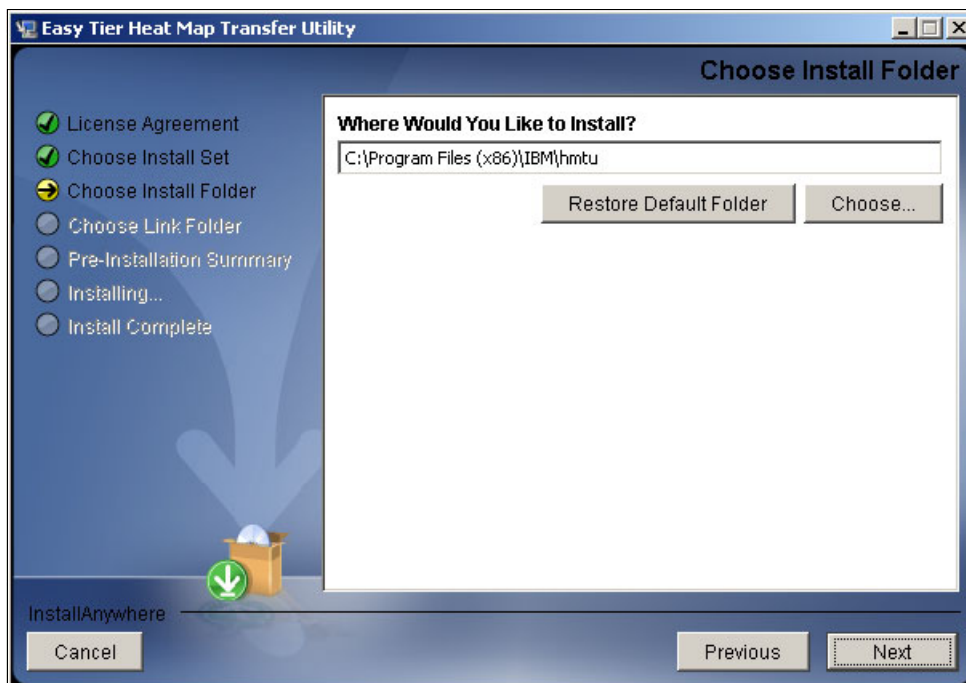 Easy Tier Heat Map Transfer Utility
Choose Install Folder
License Agreement
Choose Install Set
Choose Install Folder
Choose Link Folder
Pre-Installation Summary
Installing...
Install Complete
Where Would You Like to Install?
C:\Program Files (x86)\IBM\hmtu
Restore Default Folder
Choose...
InstallAnywhere
Cancel
Previous
Next